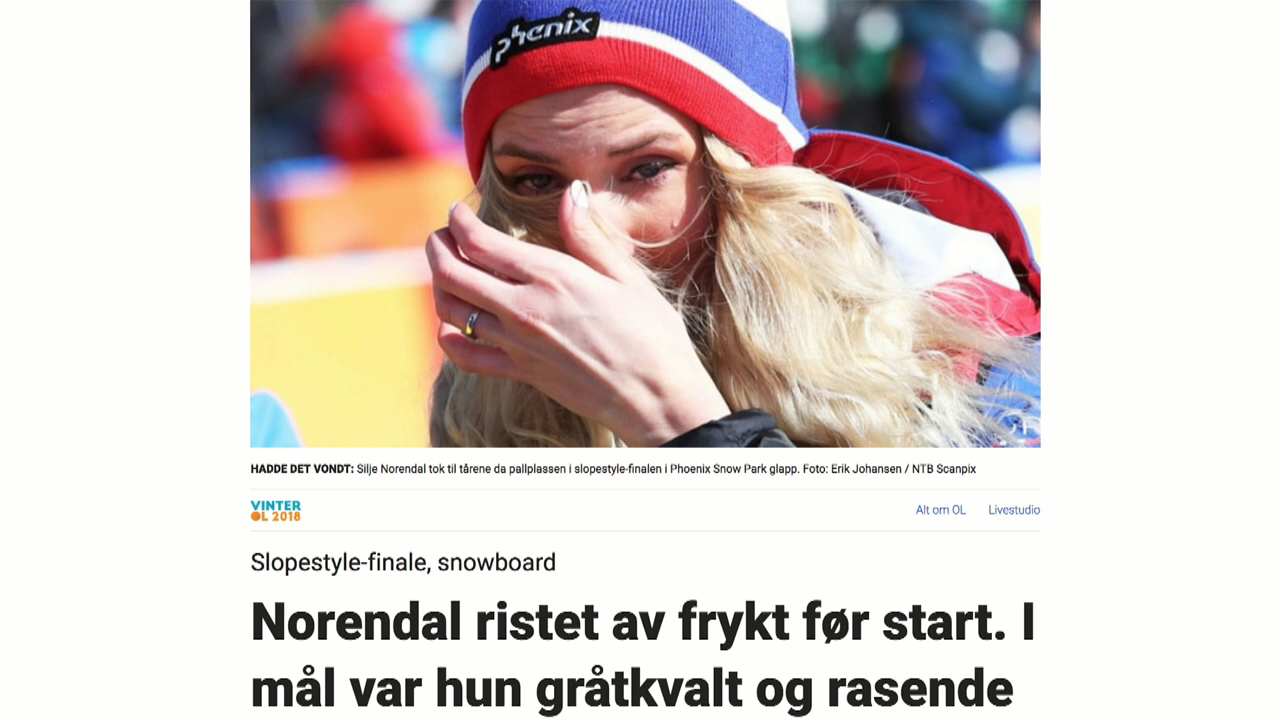 phenix
HADDE DET VONDT: Silje Norendal tok til tårene da pallplassen i slopestyle-finalen i Phoenix Snow Park glapp. Foto: Erik Johansen / NTB Scanpix
VINTER
OL 2018
Alt om OL
Livestudio
Slopestyle-finale, snowboard
Norendal ristet av frykt før start. I
mål var hun gråtkvalt og rasende